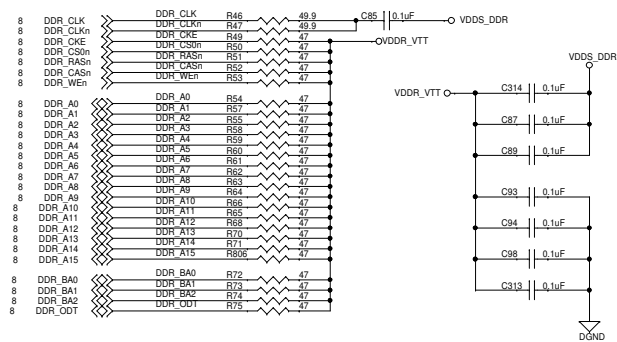 8 DDR_CLK DDR_CLK R46 49.9 C85 0.1uF VDDS_DDR
8 DDR_CLKn DDR_CLKn R47 49.9
8 DDR_CKE DDR_CKE R49 47 VDDR_VTT
8 DDR_CS0n DDR_CS0n R50 47
8 DDR_RASn DDR_RASn R51 47
8 DDR_CASn DDR_CASn R52 47
8 DDR_WEn DDR_WEn R53 47
8 DDR_A0 DDR_A0 R54 47
8 DDR_A1 DDR_A1 R57 47
8 DDR_A2 DDR_A2 R55 47
8 DDR_A3 DDR_A3 R58 47
8 DDR_A4 DDR_A4 R59 47
8 DDR_A5 DDR_A5 R60 47
8 DDR_A6 DDR_A6 R61 47
8 DDR_A7 DDR_A7 R62 47
8 DDR_A8 DDR_A8 R63 47
8 DDR_A9 DDR_A9 R64 47
8 DDR_A10 DDR_A10 R66 47
8 DDR_A11 DDR_A11 R65 47
8 DDR_A12 DDR_A12 R68 47
8 DDR_A13 DDR_A13 R70 47
8 DDR_A14 DDR_A14 R71 47
8 DDR_A15 DDR_A15 R806 47
8 DDR_BA0 DDR_BA0 R72 47
8 DDR_BA1 DDR_BA1 R73 47
8 DDR_BA2 DDR_BA2 R74 47
8 DDR_ODT DDR_ODT R75 47
VDDS_DDR
VDDR_VTT C314 0.1uF
C87 0.1uF
C89 0.1uF
C93 0.1uF
C94 0.1uF
C98 0.1uF
C313 0.1uF
DGND